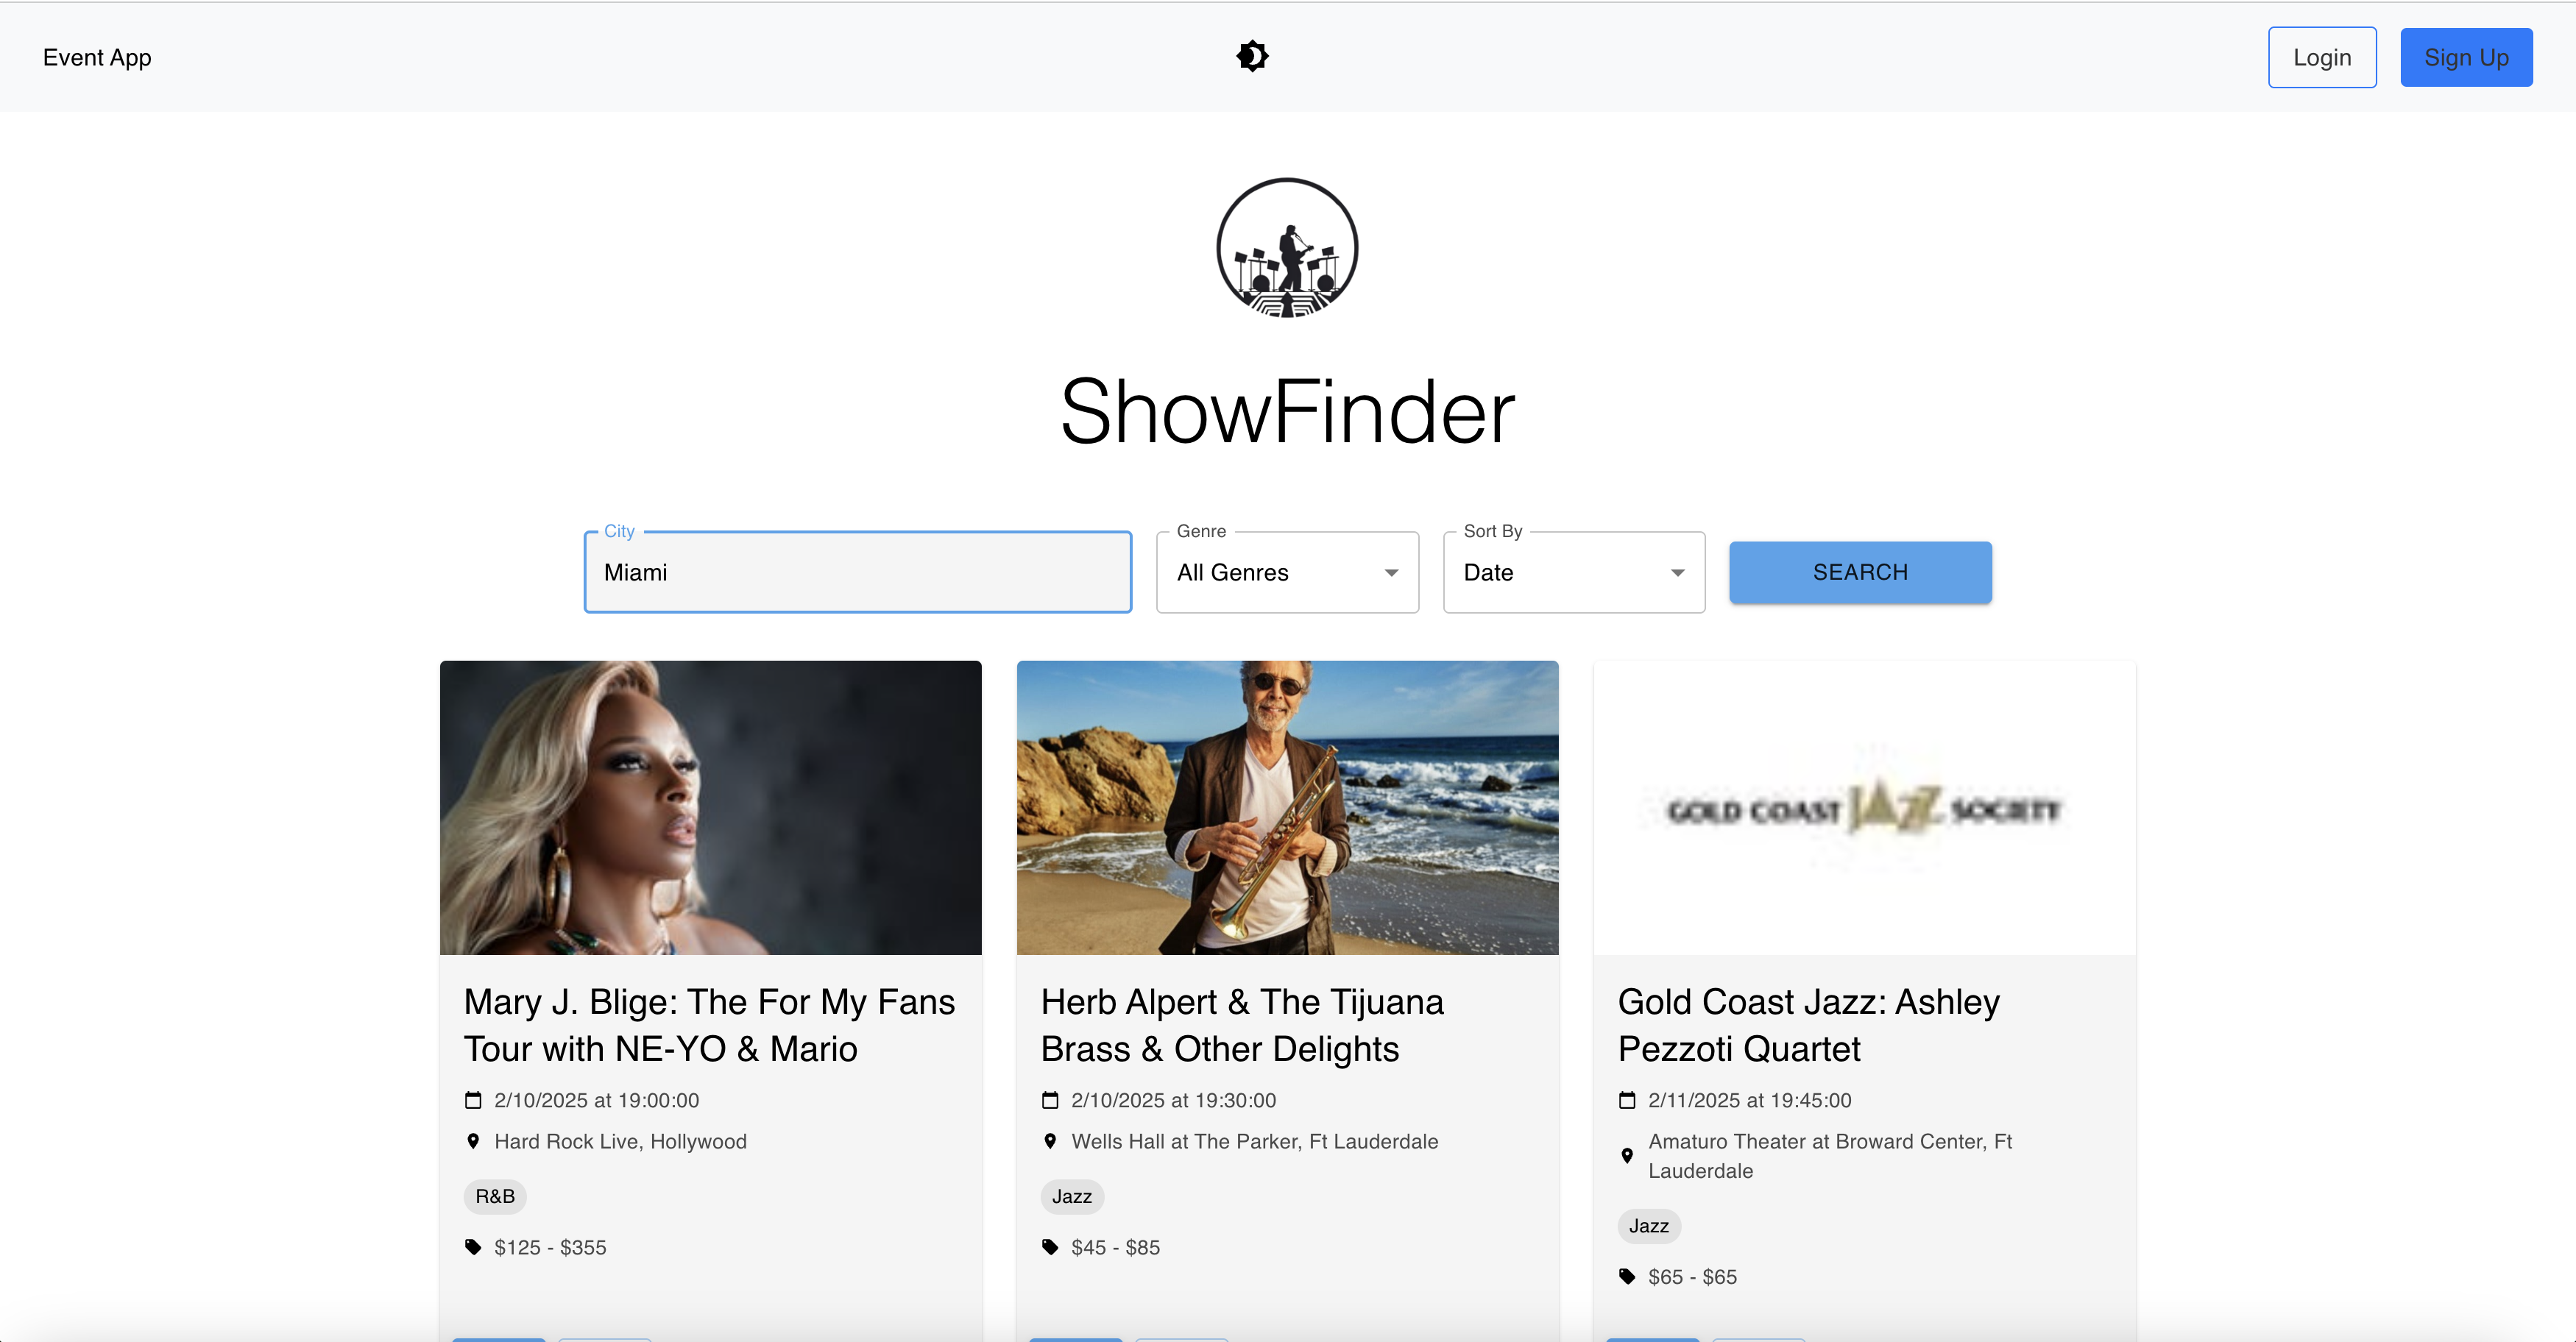 Event App
Login
Sign Up
ShowFinder
City
Genre
Sort By
Miami
All Genres
Date
SEARCH
GOLD COAST JAZZ SOCIETY
Mary J. Blige: The For My Fans
Tour with NE-YO & Mario
2/10/2025 at 19:00:00
Hard Rock Live, Hollywood
R&B
$125 - $355
Herb Alpert & The Tijuana
Brass & Other Delights
2/10/2025 at 19:30:00
Wells Hall at The Parker, Ft Lauderdale
Jazz
$45 - $85
Gold Coast Jazz: Ashley
Pezzoti Quartet
2/11/2025 at 19:45:00
Amaturo Theater at Broward Center, Ft
Lauderdale
Jazz
$65 - $65